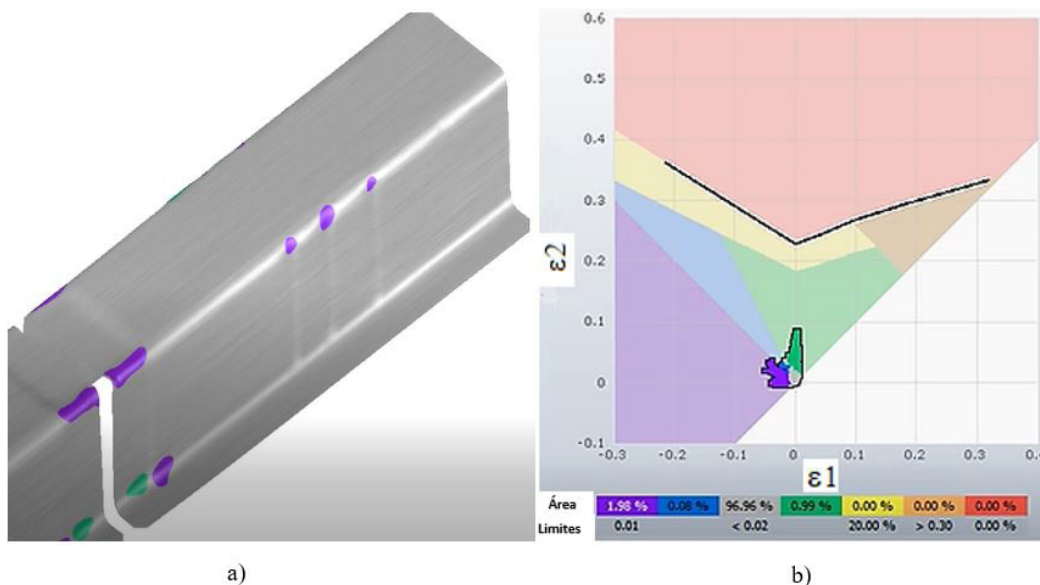 0.6
0.5
0.4
0.3
0.2
0.1
0
-0.1
ε2
-0.3 -0.2 -0.1 0 0.1 0.2 0.3 0.4
ε1
Área 1.98 % 0.08 % 96.96 % 0.99 % 0.00 % 0.00 % 0.00 %
Limites 0.01 < 0.02 20.00 % > 0.30 0.00 %
a) b)